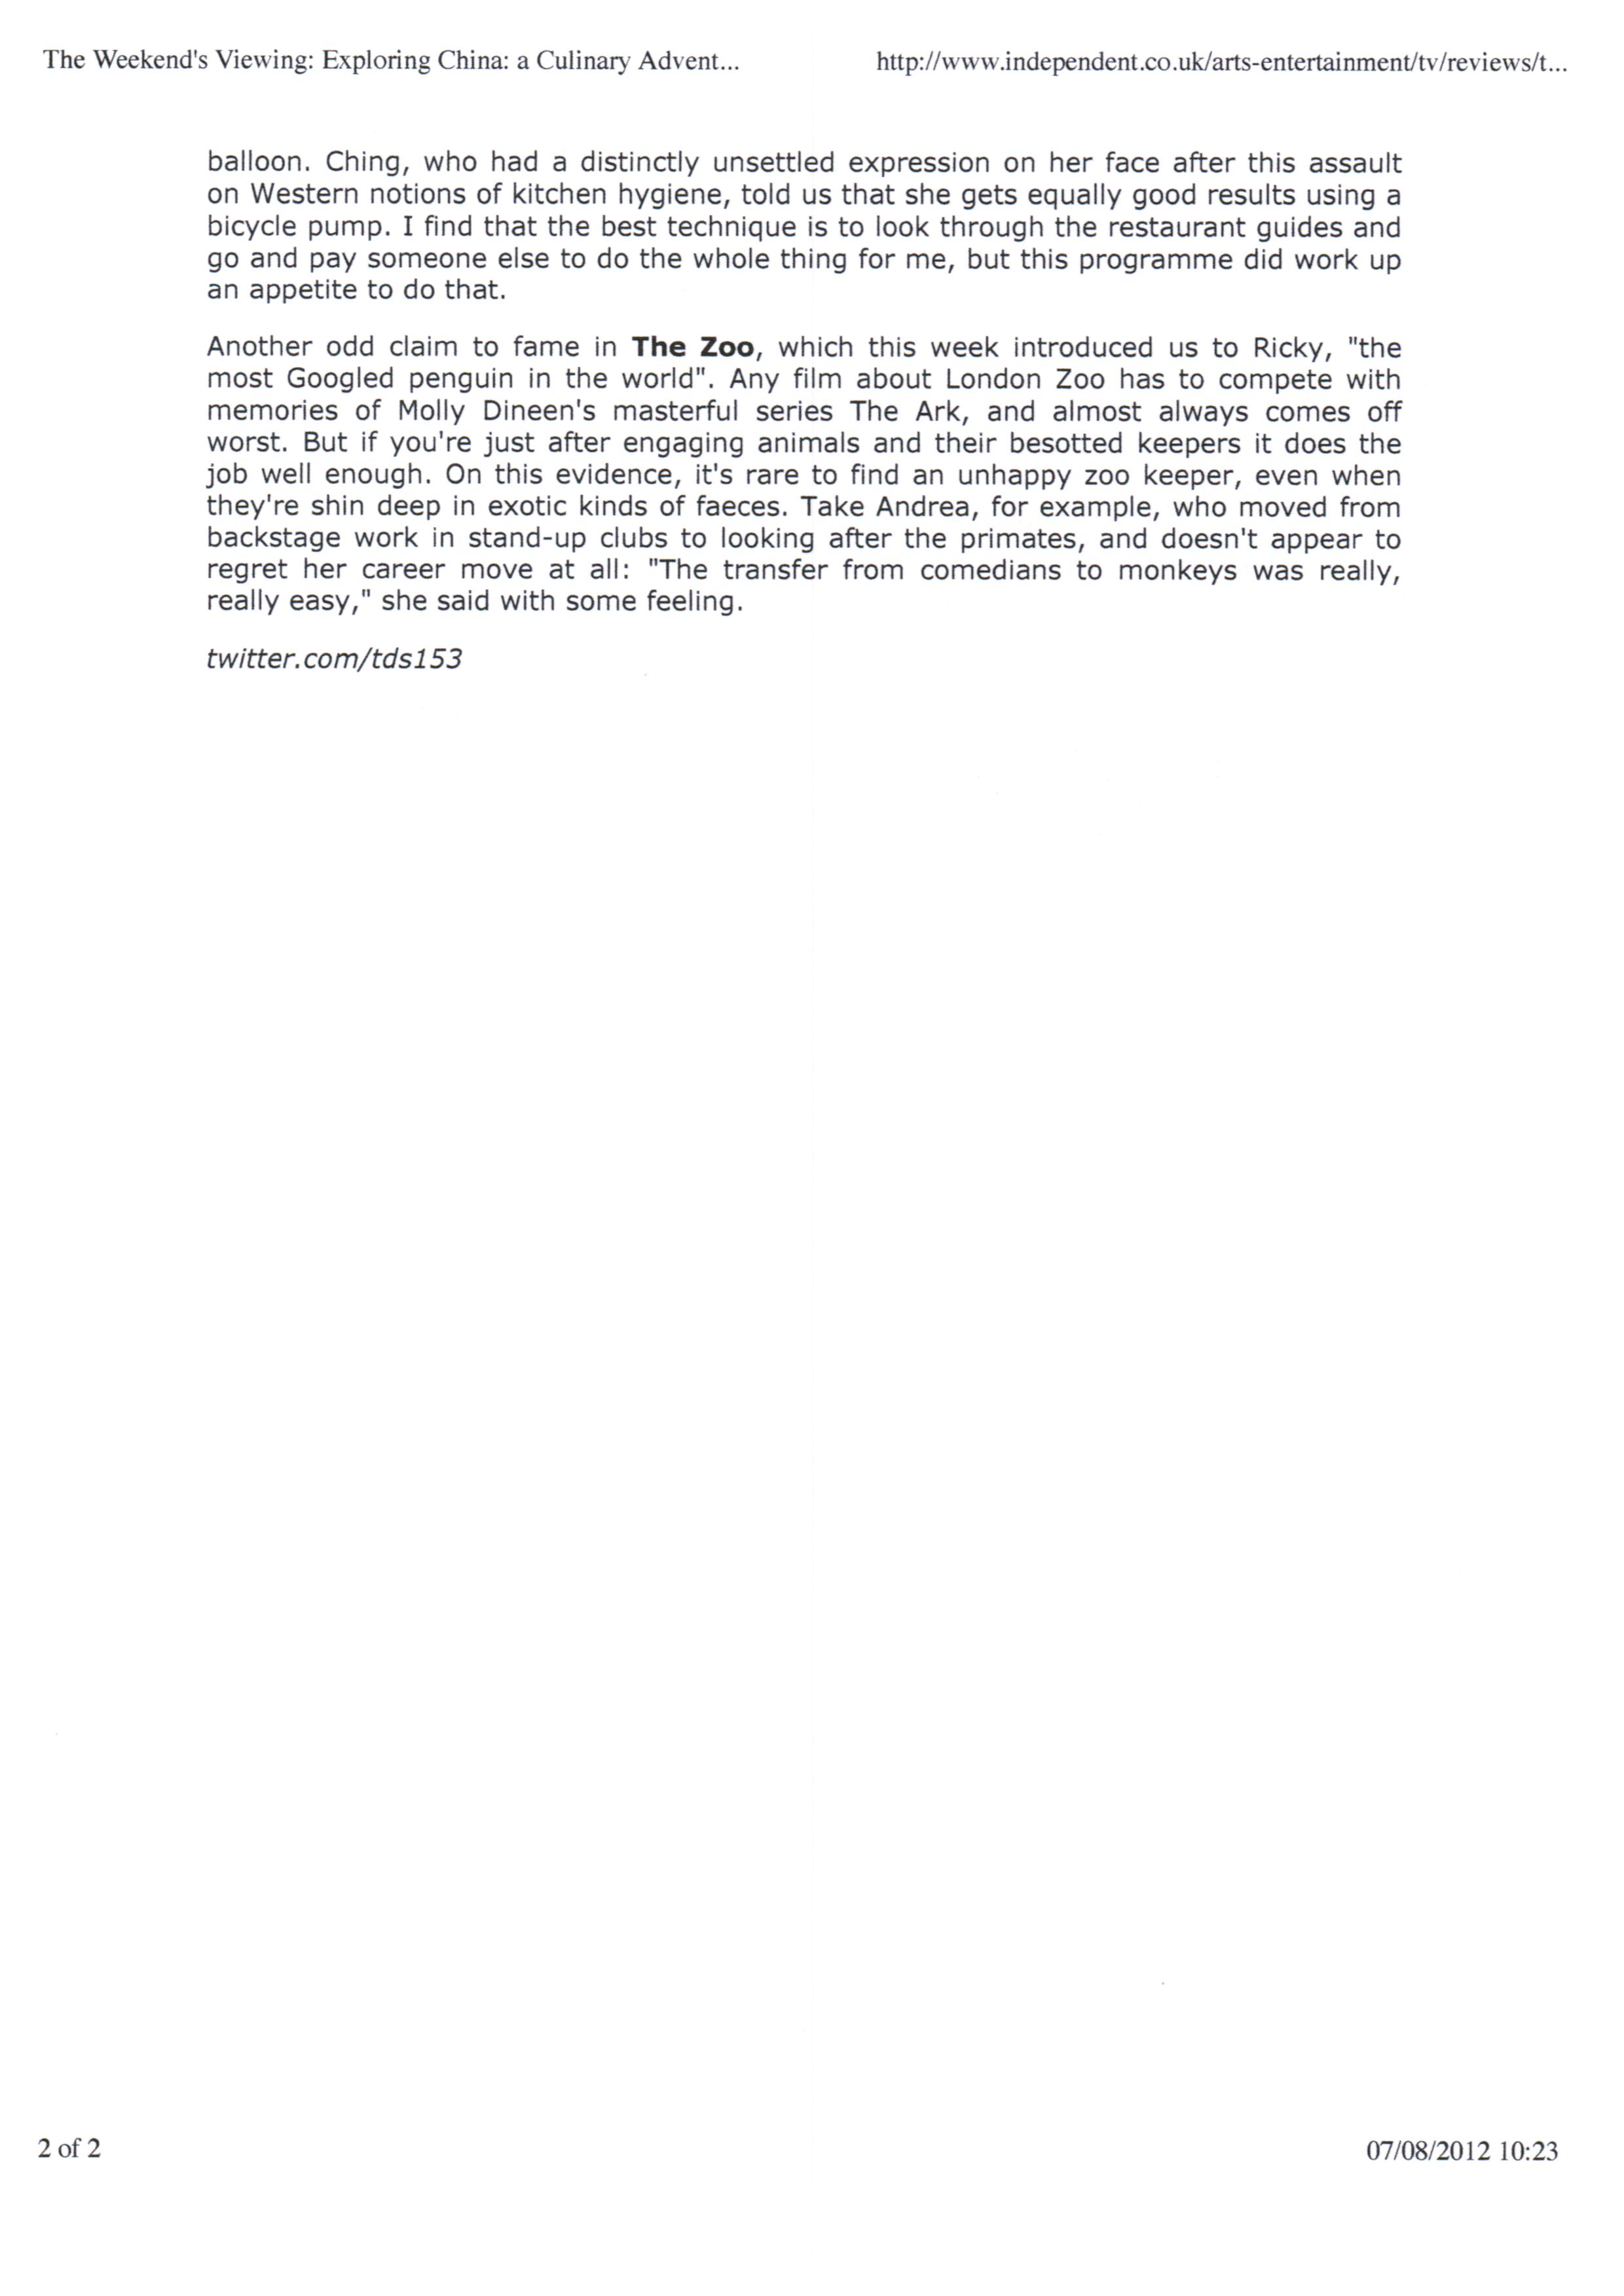 The Weekend's Viewing: Exploring China: a Culinary Advent...
http://www.independent.co.uk/arts-entertainment/tv/reviews/t...
balloon. Ching, who had a distinctly unsettled expression on her face after this assault
on Western notions of kitchen hygiene, told us that she gets equally good results using a
bicycle pump. I find that the best technique is to look through the restaurant guides and
go and pay someone else to do the whole thing for me, but this programme did work up
an appetite to do that.
Another odd claim to fame in The Zoo, which this week introduced us to Ricky, "the
most Googled penguin in the world". Any film about London Zoo has to compete with
memories of Molly Dineen's masterful series The Ark, and almost always comes off
worst. But if you're just after engaging animals and their besotted keepers it does the
job well enough. On this evidence, it's rare to find an unhappy zoo keeper, even when
they're shin deep in exotic kinds of faeces. Take Andrea, for example, who moved from
backstage work in stand-up clubs to looking after the primates, and doesn't appear to
regret her career move at all: "The transfer from comedians to monkeys was really,
really easy," she said with some feeling.
twitter.com/tds153
2 of 2
07/08/2012 10:23